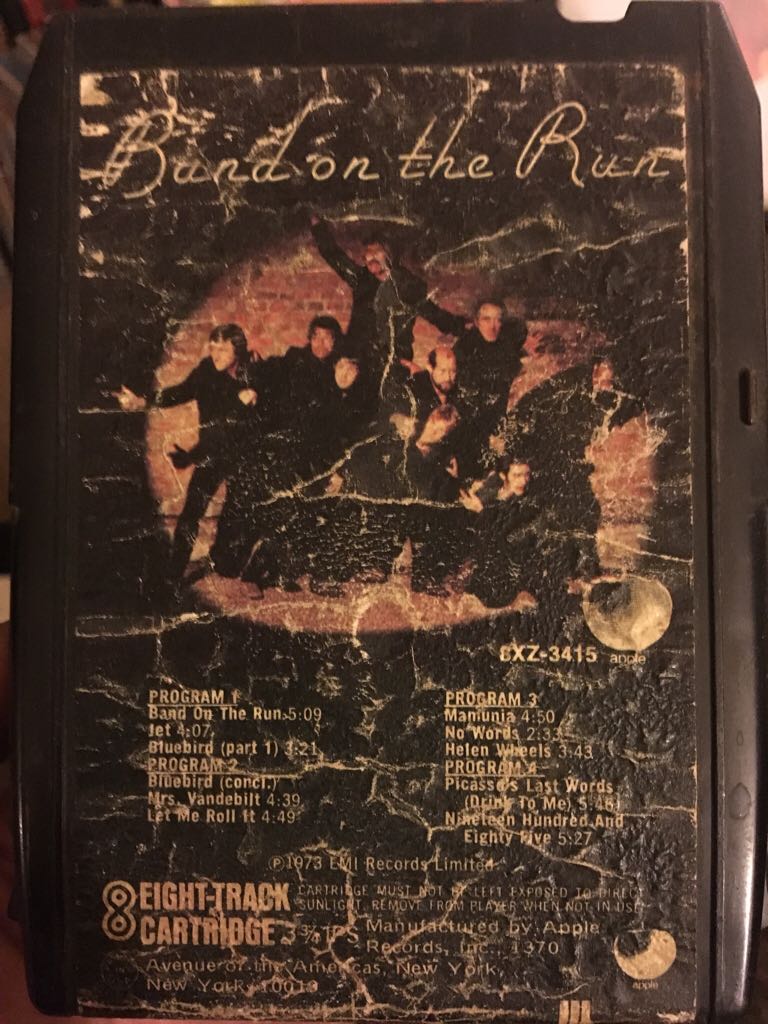 Band on the Run
8XZ-3415
apple
PROGRAM 1
Band On The Run 5:09
Jet 4:07
Bluebird (part 1) 3:21
PROGRAM 2
Bluebird (concl.)
Mrs. Vandebilt 4:39
Let Me Roll It 4:49
PROGRAM 3
Mamunia 4:50
No Words 2:33
Helen Wheels 3:43
PROGRAM 4
Picasso's Last Words
(Drink To Me) 5:46
Nineteen Hundred And
Eighty Five 5:27
℗1973 EMI Records Limited
8 EIGHT-TRACK
CARTRIDGE 3¾ IPS
CARTRIDGE MUST NOT BE LEFT EXPOSED TO DIRECT
SUNLIGHT. REMOVE FROM PLAYER WHEN NOT IN USE
Manufactured by Apple
Records, Inc., 1370
Avenue of the Americas, New York,
New York 10019
apple